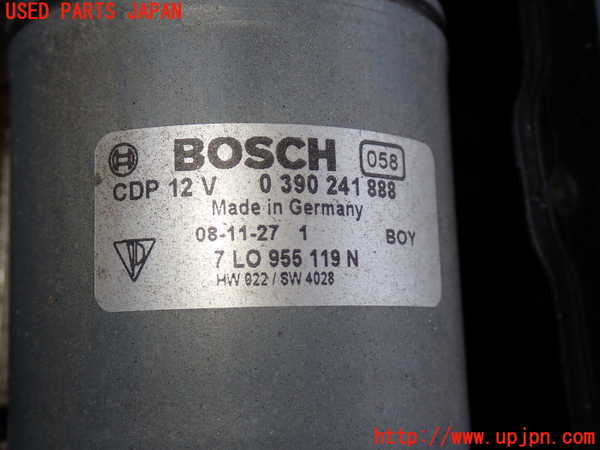 USED PARTS JAPAN
BOSCH 058
CDP 12 V 0 390 241 888
Made in Germany
08-11-27 1 BOY
7 L0 955 119 N
HW 022 / SW 4028
http://www.upjpn.com/